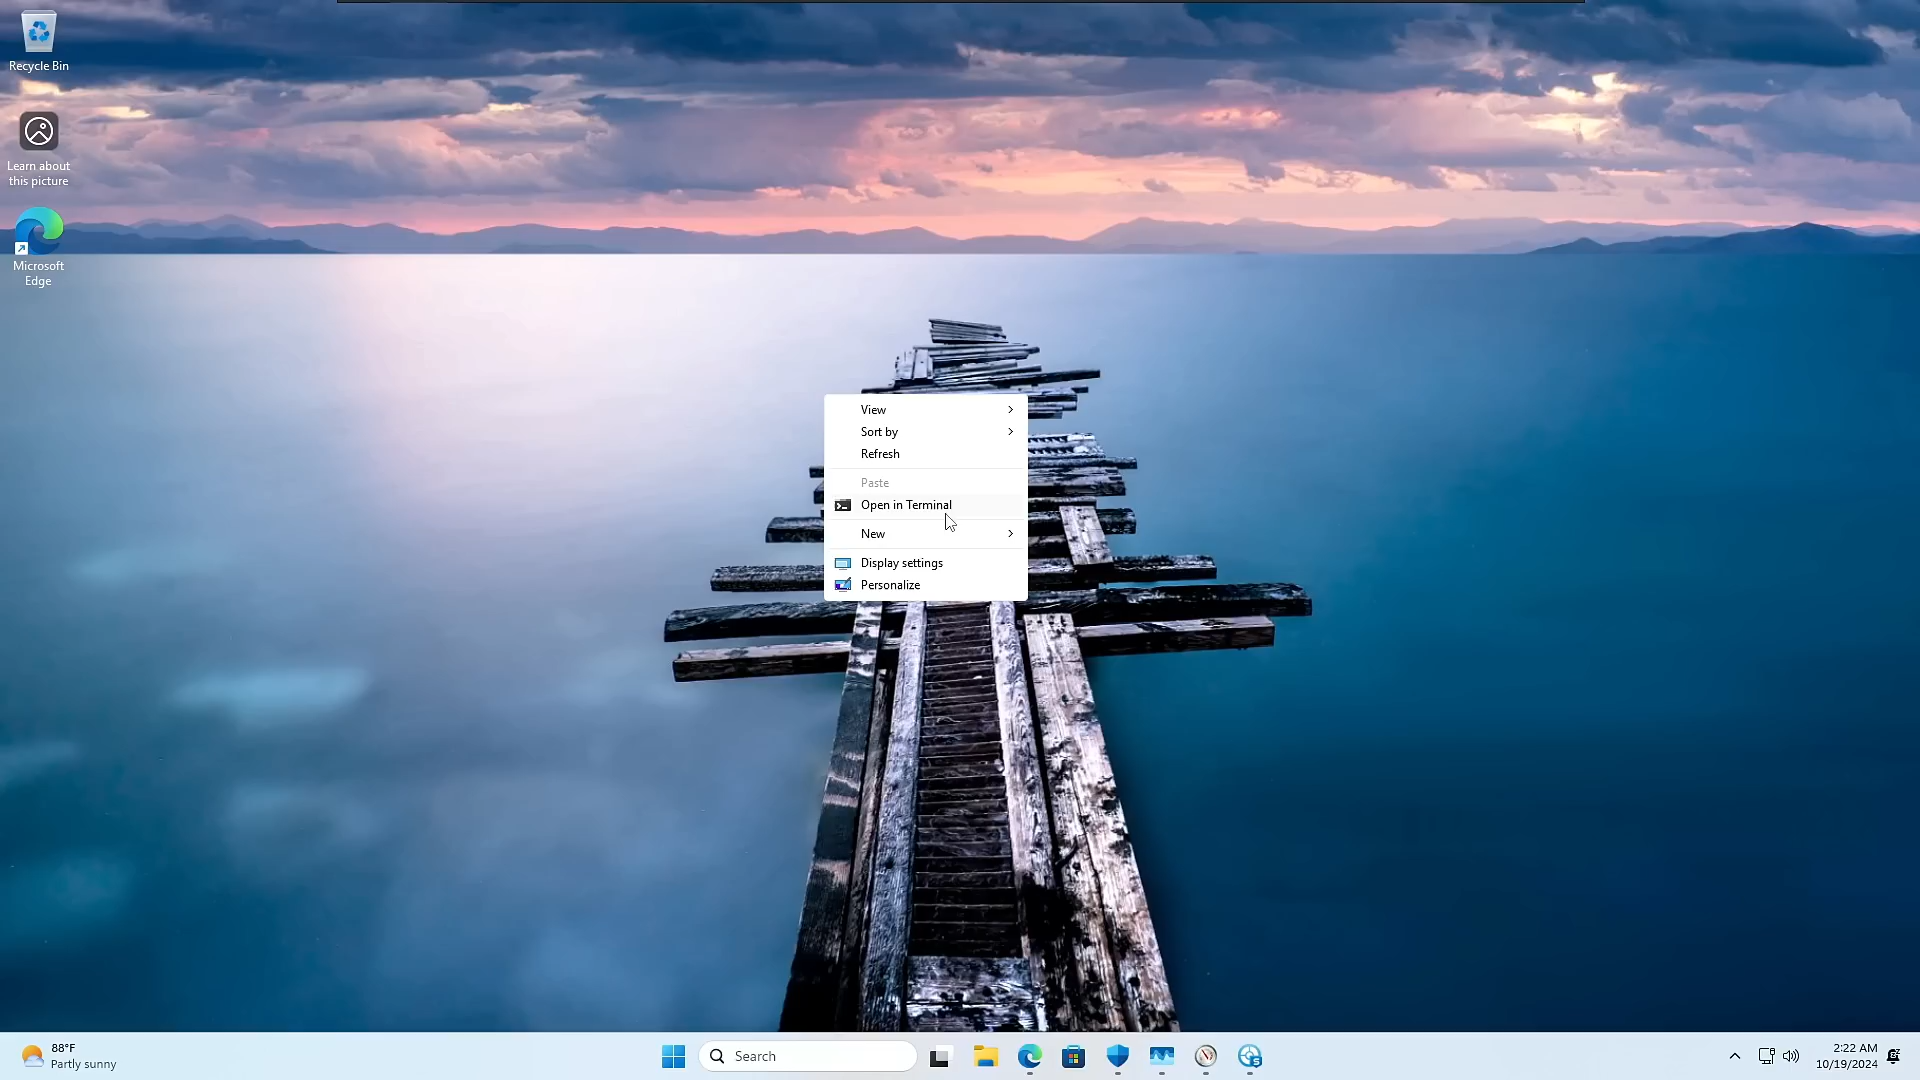 Recycle Bin
Learn about
this picture
Microsoft
Edge
View
Sort by
Refresh
Paste
Open in Terminal
New
Display settings
Personalize
88°F
Partly sunny
Search
2:22 AM
10/19/2024